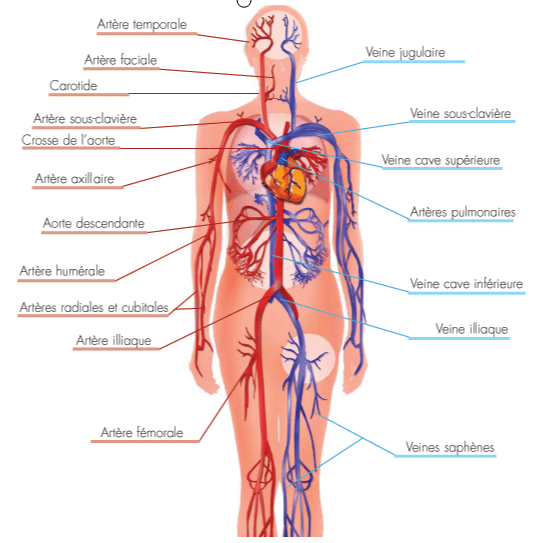 Artère temporale
Artère faciale
Carotide
Artère sous-clavière
Crosse de l'aorte
Artère axillaire
Aorte descendante
Artère humérale
Artères radiales et cubitales
Artère illiaque
Artère fémorale
Veine jugulaire
Veine sous-clavière
Veine cave supérieure
Artères pulmonaires
Veine cave inférieure
Veine illiaque
Veines saphènes